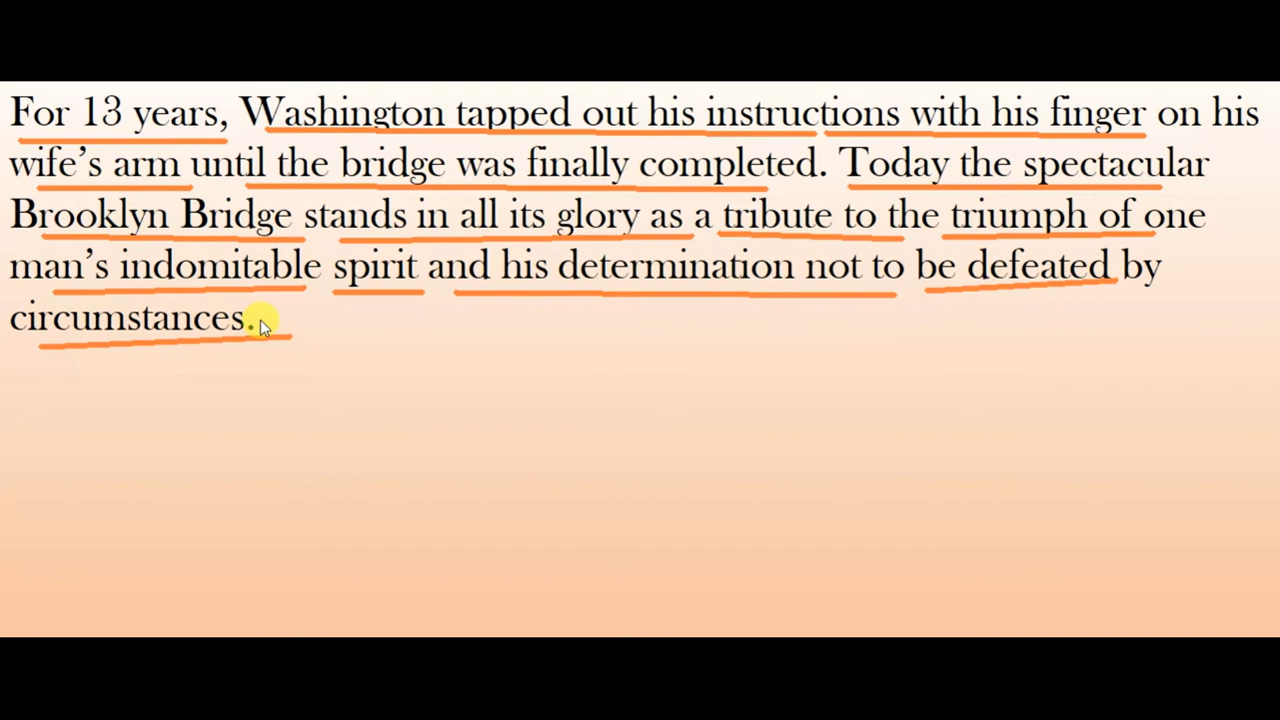 For 13 years, Washington tapped out his instructions with his finger on his
wife’s arm until the bridge was finally completed. Today the spectacular
Brooklyn Bridge stands in all its glory as a tribute to the triumph of one
man’s indomitable spirit and his determination not to be defeated by
circumstances.